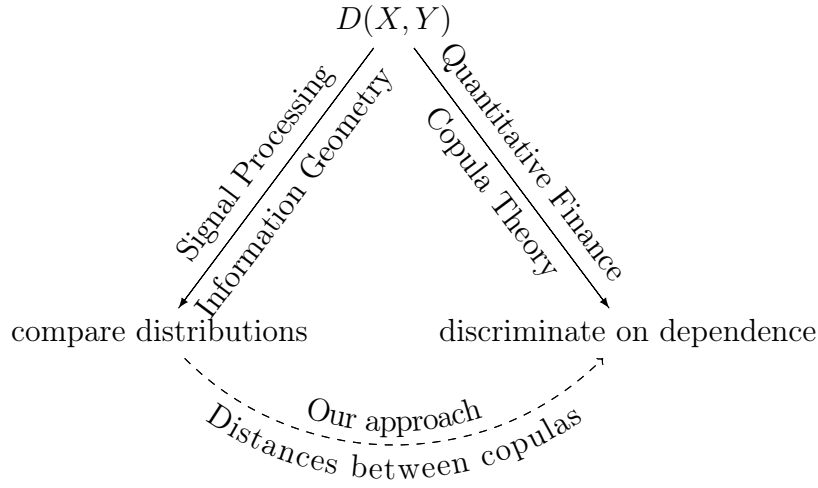 D(X, Y)
Signal Processing
Information Geometry
Quantitative Finance
Copula Theory
compare distributions
discriminate on dependence
Our approach
Distances between copulas